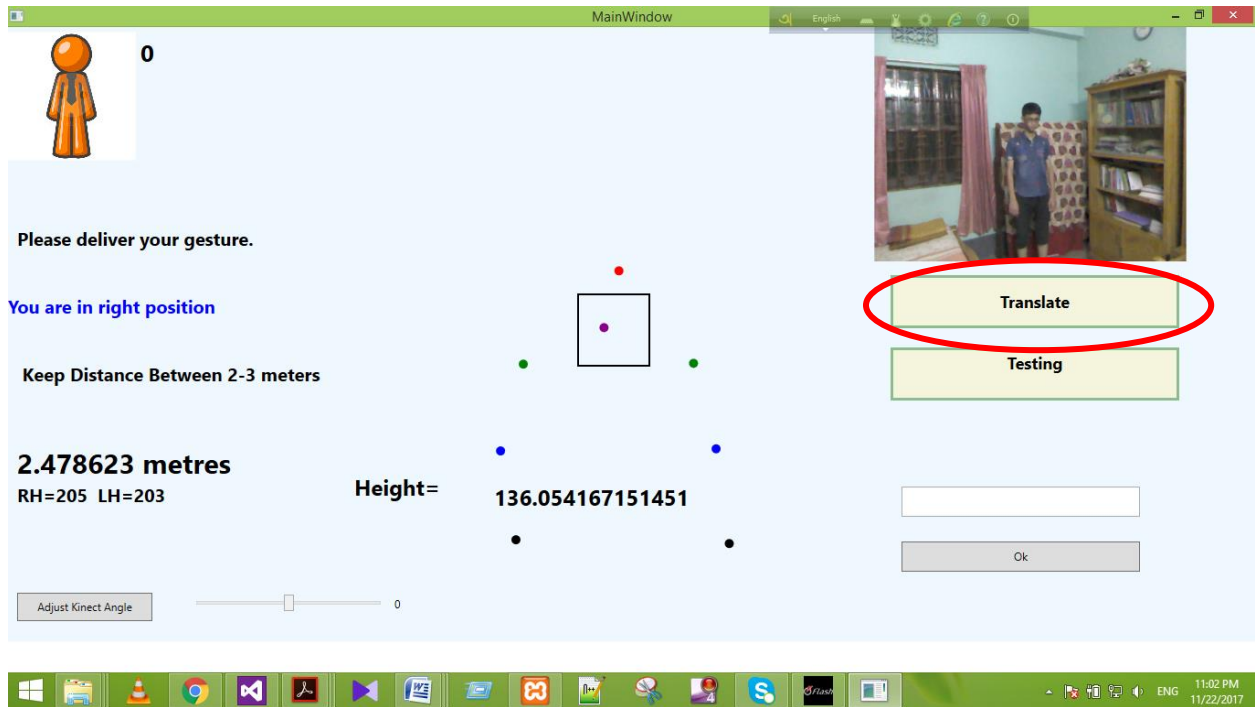 MainWindow
অ English
0
Please deliver your gesture.
You are in right position
Keep Distance Between 2-3 meters
2.478623 metres
RH=205 LH=203
Height=
136.054167151451
Adjust Kinect Angle
0
Translate
Testing
Ok
ENG
11:02 PM
11/22/2017